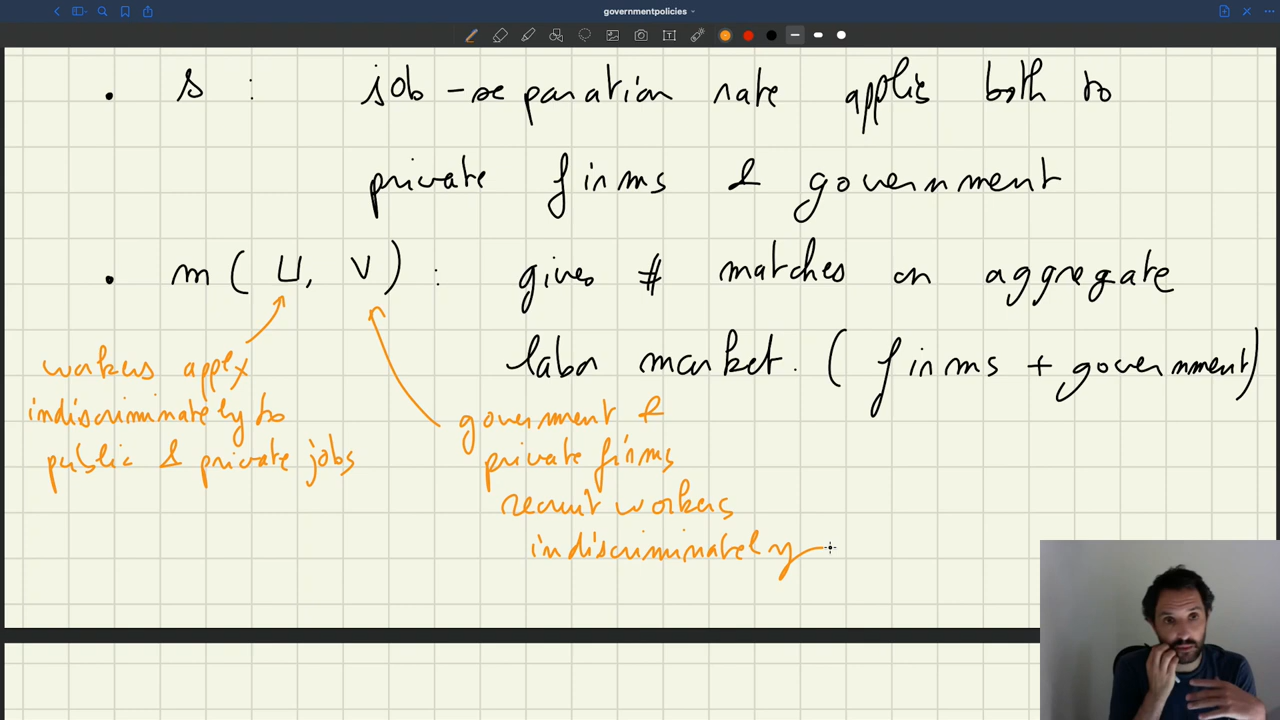 governmentpolicies
• s : job-separation rate applies both to
private firms & government
• m ( U, V ) : gives # matches on aggregate
labor market. ( firms + government)
workers apply
indiscriminately to
public & private jobs
government &
private firms
recruit workers
indiscriminately